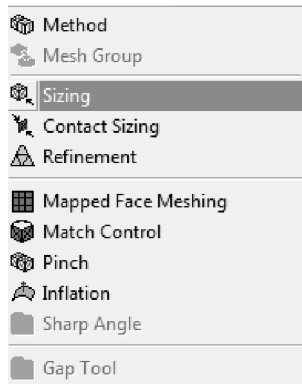 Method
Mesh Group
Sizing
Contact Sizing
Refinement
Mapped Face Meshing
Match Control
Pinch
Inflation
Sharp Angle
Gap Tool